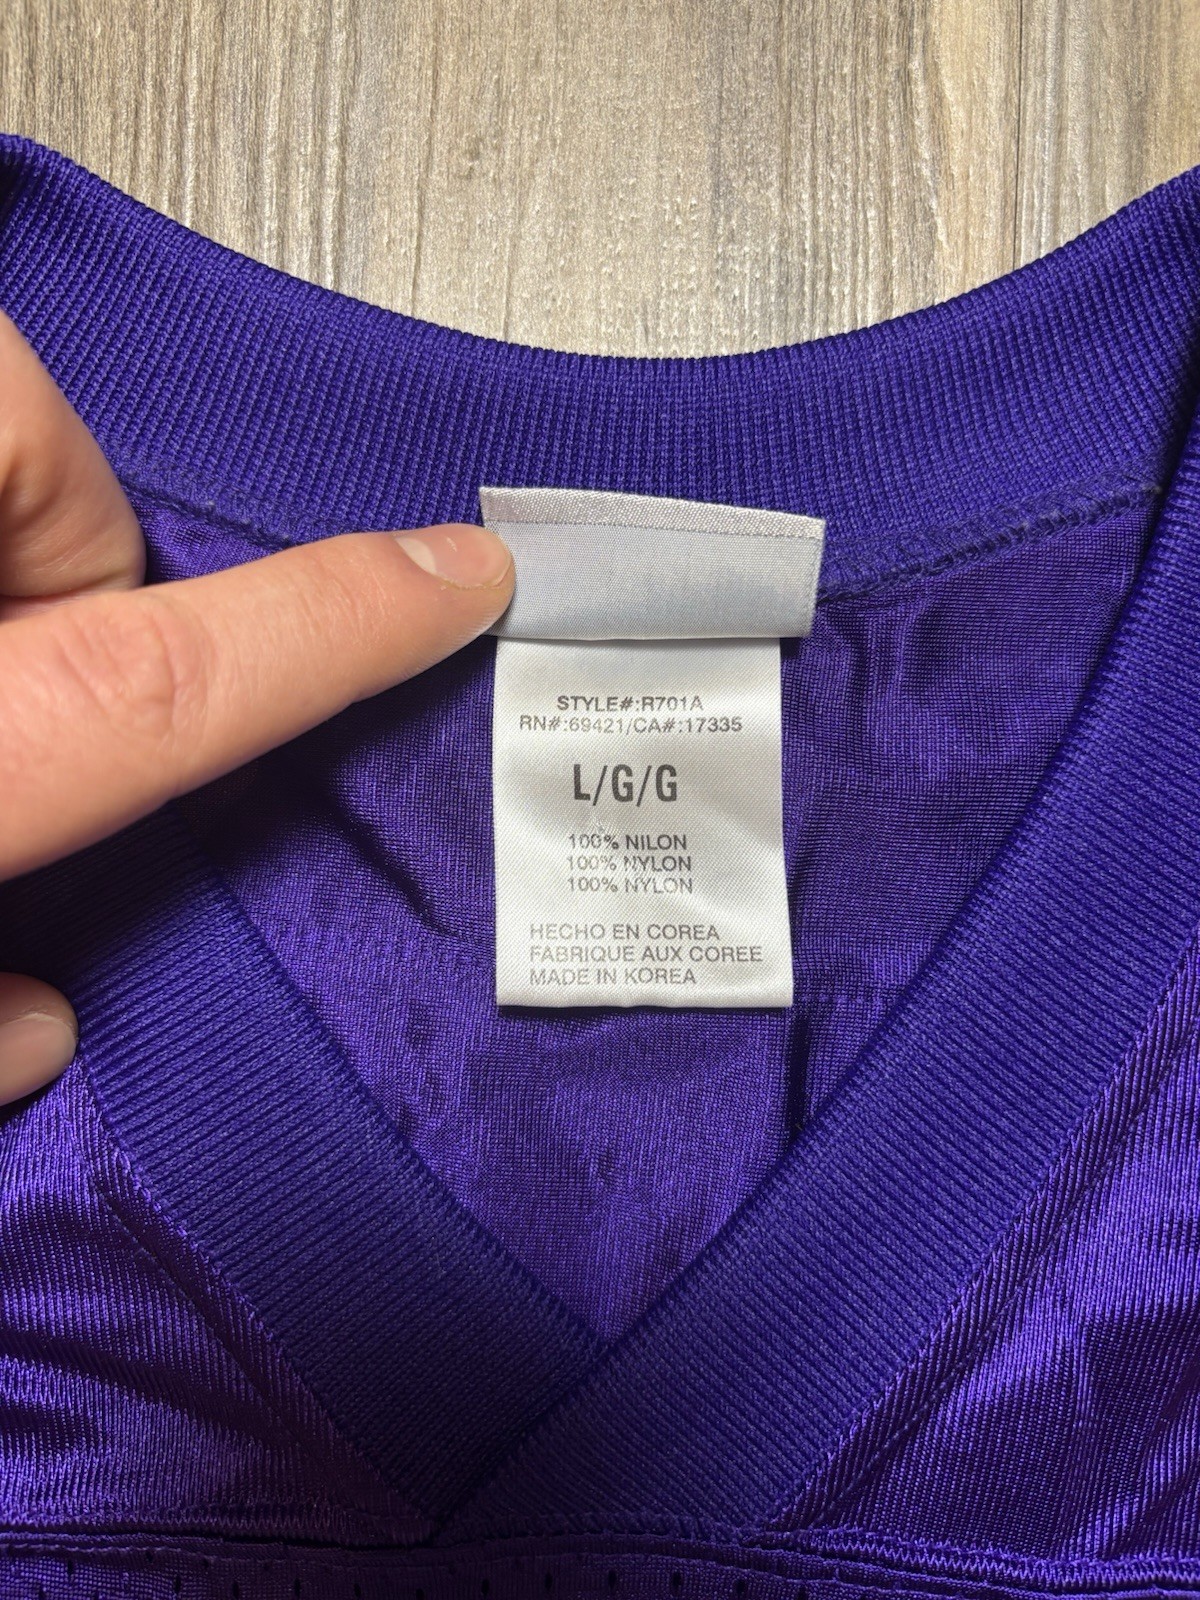 STYLE#:R701A
RN#:69421/CA#:17335
L/G/G
100% NILON
100% NYLON
100% NYLON
HECHO EN COREA
FABRIQUE AUX COREE
MADE IN KOREA